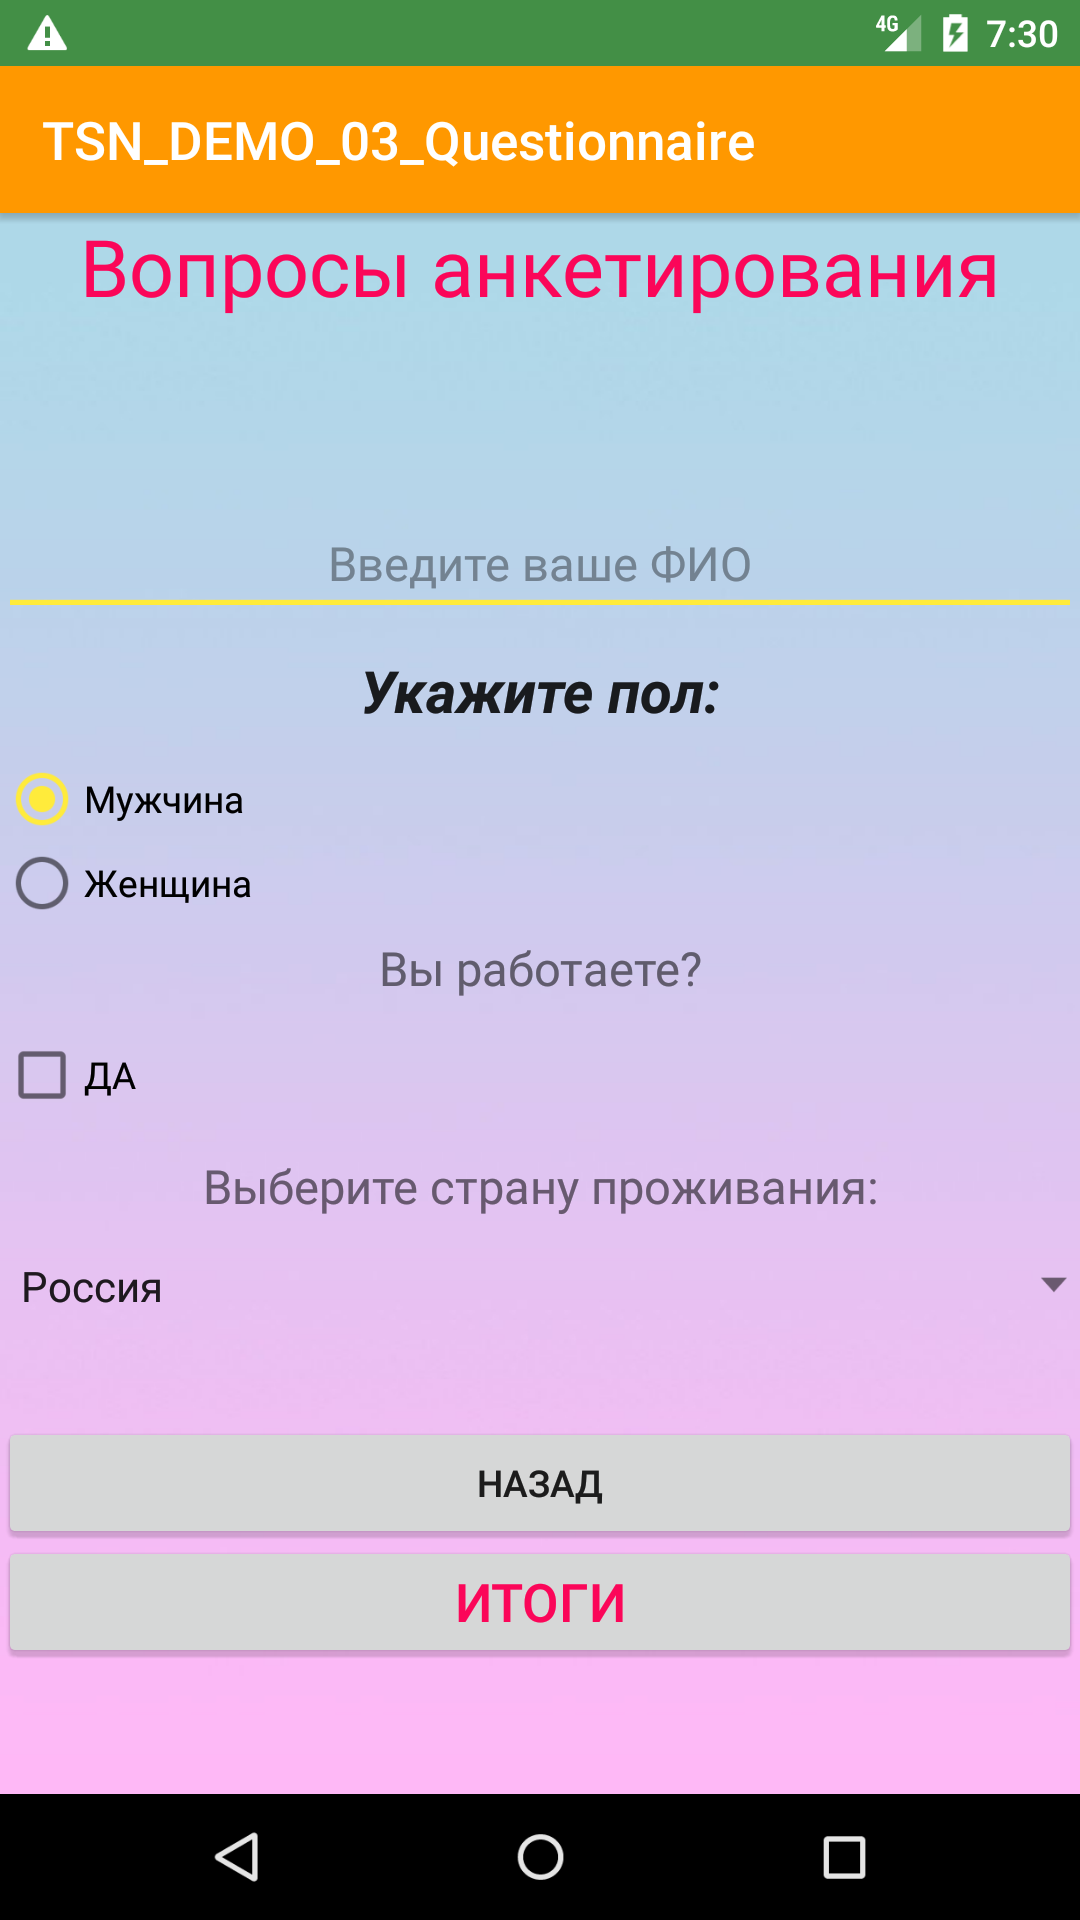 4G 7:30
TSN_DEMO_03_Questionnaire
Вопросы анкетирования
Введите ваше ФИО
Укажите пол:
Мужчина
Женщина
Вы работаете?
ДА
Выберите страну проживания:
Россия
НАЗАД
ИТОГИ